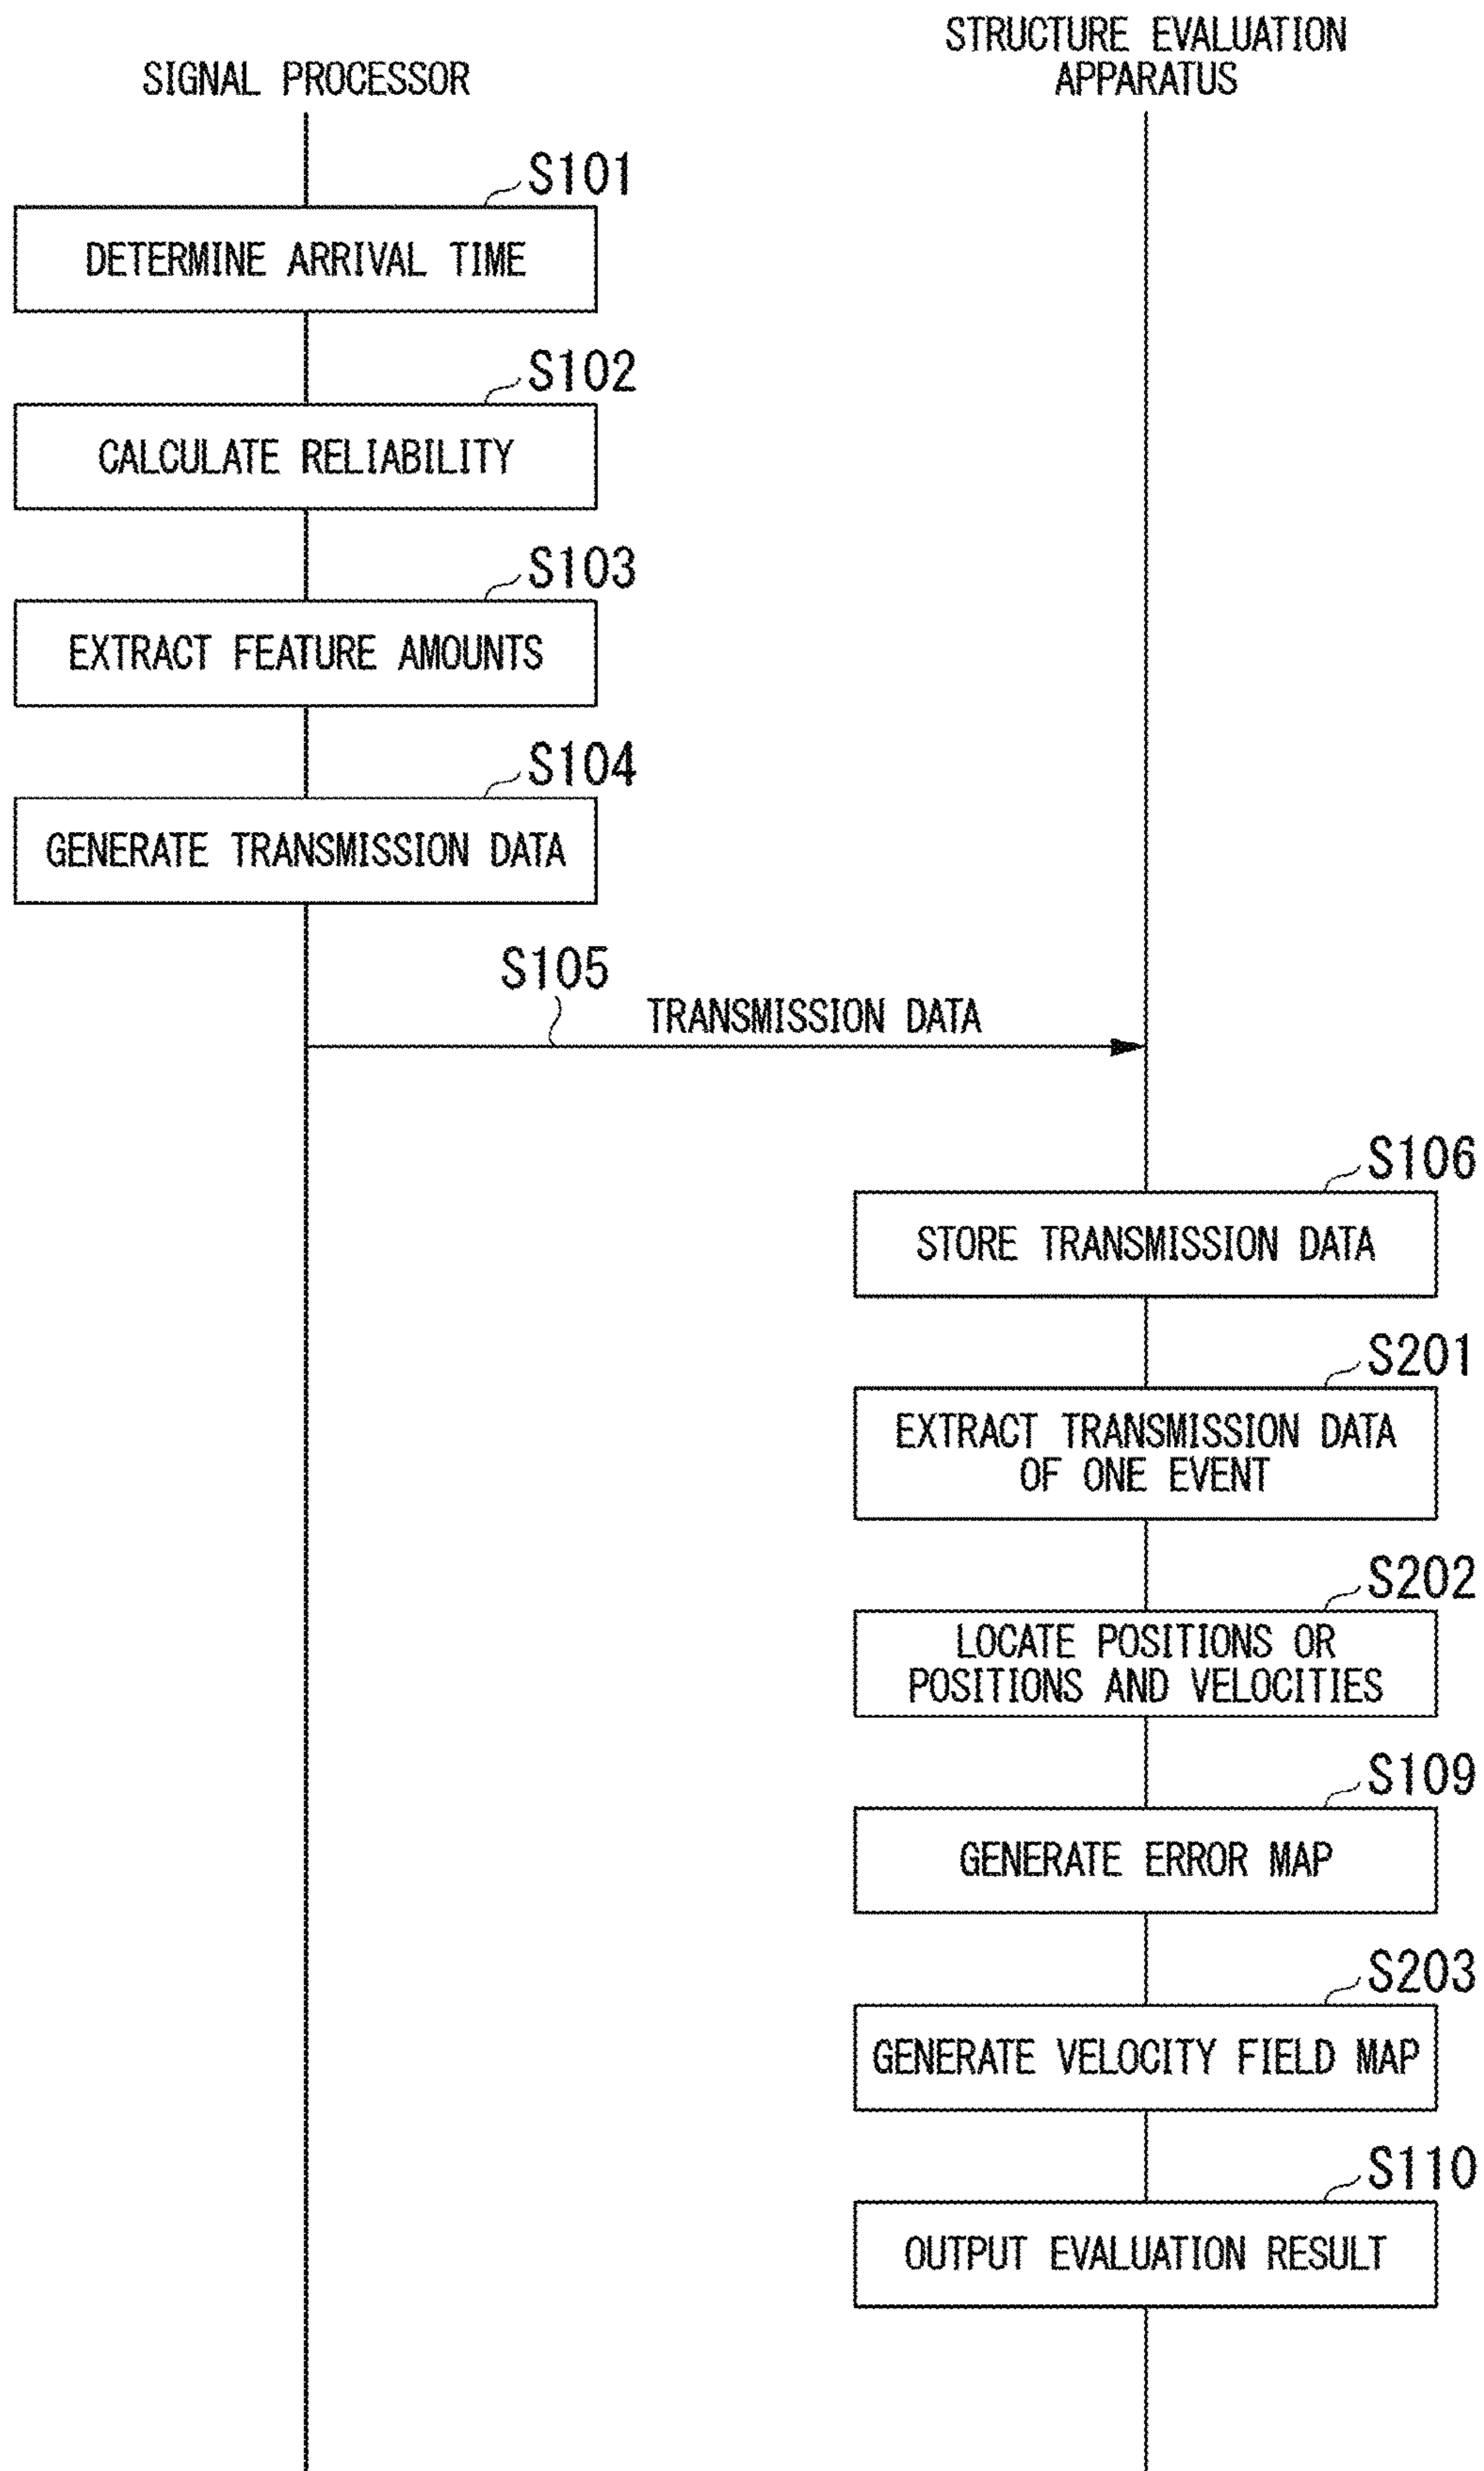 SIGNAL PROCESSOR
STRUCTURE EVALUATION
APPARATUS
S101
DETERMINE ARRIVAL TIME
S102
CALCULATE RELIABILITY
S103
EXTRACT FEATURE AMOUNTS
S104
GENERATE TRANSMISSION DATA
S105
TRANSMISSION DATA
S106
STORE TRANSMISSION DATA
S201
EXTRACT TRANSMISSION DATA
OF ONE EVENT
S202
LOCATE POSITIONS OR
POSITIONS AND VELOCITIES
S109
GENERATE ERROR MAP
S203
GENERATE VELOCITY FIELD MAP
S110
OUTPUT EVALUATION RESULT